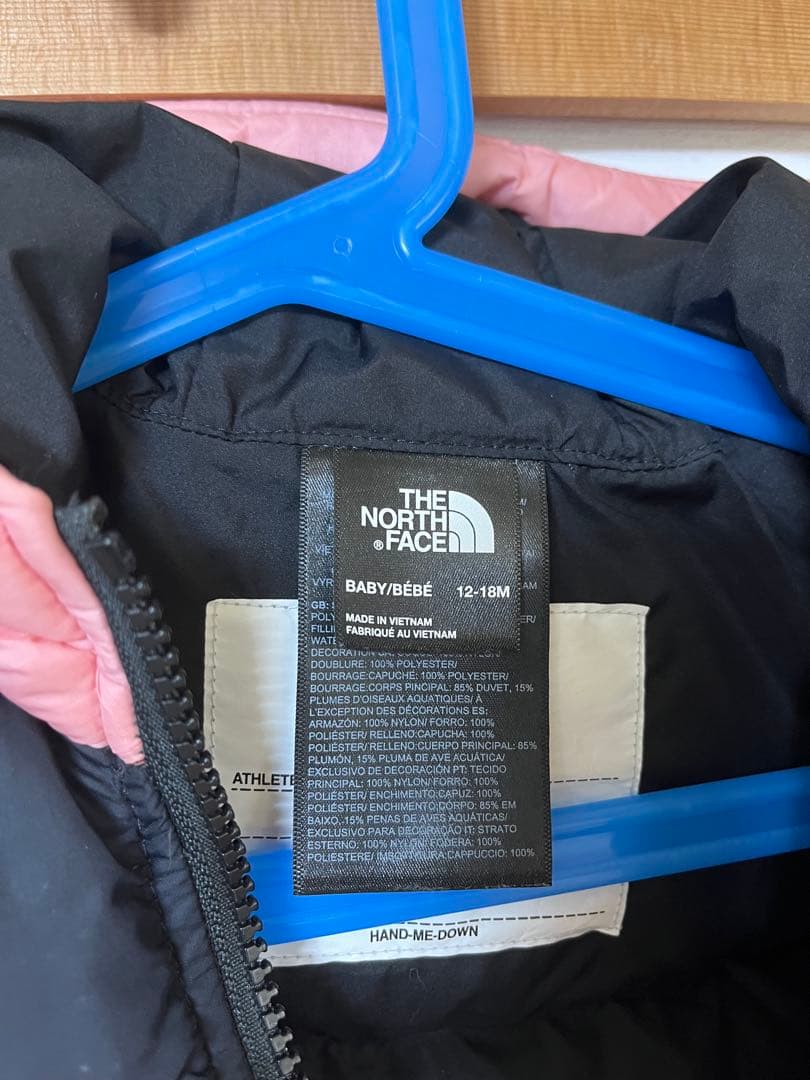 THE
NORTH
® FACE
BABY/BÉBÉ 12-18M
MADE IN VIETNAM
FABRIQUÉ AU VIETNAM
GB:
POLY
FILLI
WATE
DOUBLURE: 100% POLYESTER/
BOURRAGE:CAPUCHE: 100% POLYESTER/
BOURRAGE:CORPS PINCIPAL: 85% DUVET, 15%
PLUMES D'OISEAUX AQUATIQUES/ À
L'EXCEPTION DES DÉCORATIONS ES:
ARMAZÓN: 100% NYLON/ FORRO: 100%
POLIÉSTER/ RELLENO:CAPUCHA: 100%
POLIÉSTER/ RELLENO:CUERPO PRINCIPAL: 85%
PLUMÓN, 15% PLUMA DE AVE ACUÁTICA/
EXCLUSIVO DE DECORACIÓN PT: TECIDO
PRINCIPAL: 100% NYLON/ FORRO: 100%
POLIÉSTER/ ENCHIMENTO:CAPUZ: 100%
POLIÉSTER/ ENCHIMENTO:CORPO: 85% EM
BAIXO, 15% PENAS DE AVES AQUÁTICAS/
EXCLUSIVO PARA DECORAÇÃO IT: STRATO
ESTERNO: 100% NYLON/ FODERA: 100%
POLIESTERE/ IMBOTTITURA:CAPPUCCIO: 100%
ATHLETE
HAND-ME-DOWN